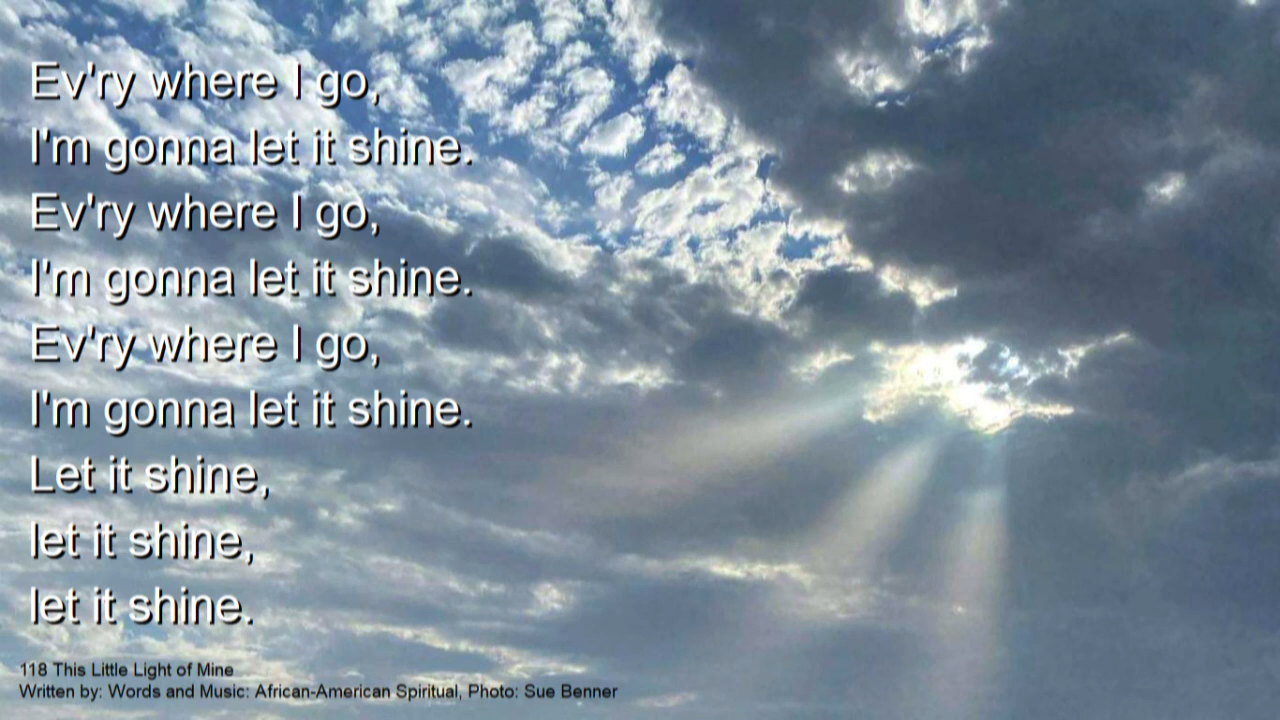 Ev'ry where I go,
I'm gonna let it shine.
Ev'ry where I go,
I'm gonna let it shine.
Ev'ry where I go,
I'm gonna let it shine.
Let it shine,
let it shine,
let it shine.
118 This Little Light of Mine
Written by: Words and Music: African-American Spiritual, Photo: Sue Benner